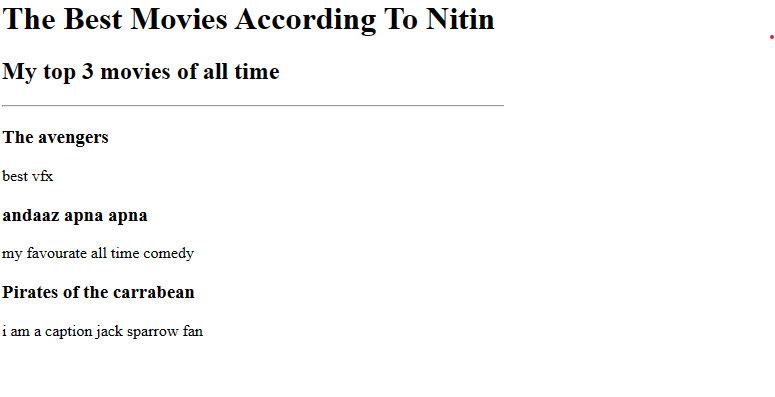 The Best Movies According To Nitin
My top 3 movies of all time
The avengers
best vfx
andaaz apna apna
my favourate all time comedy
Pirates of the carrabean
i am a caption jack sparrow fan